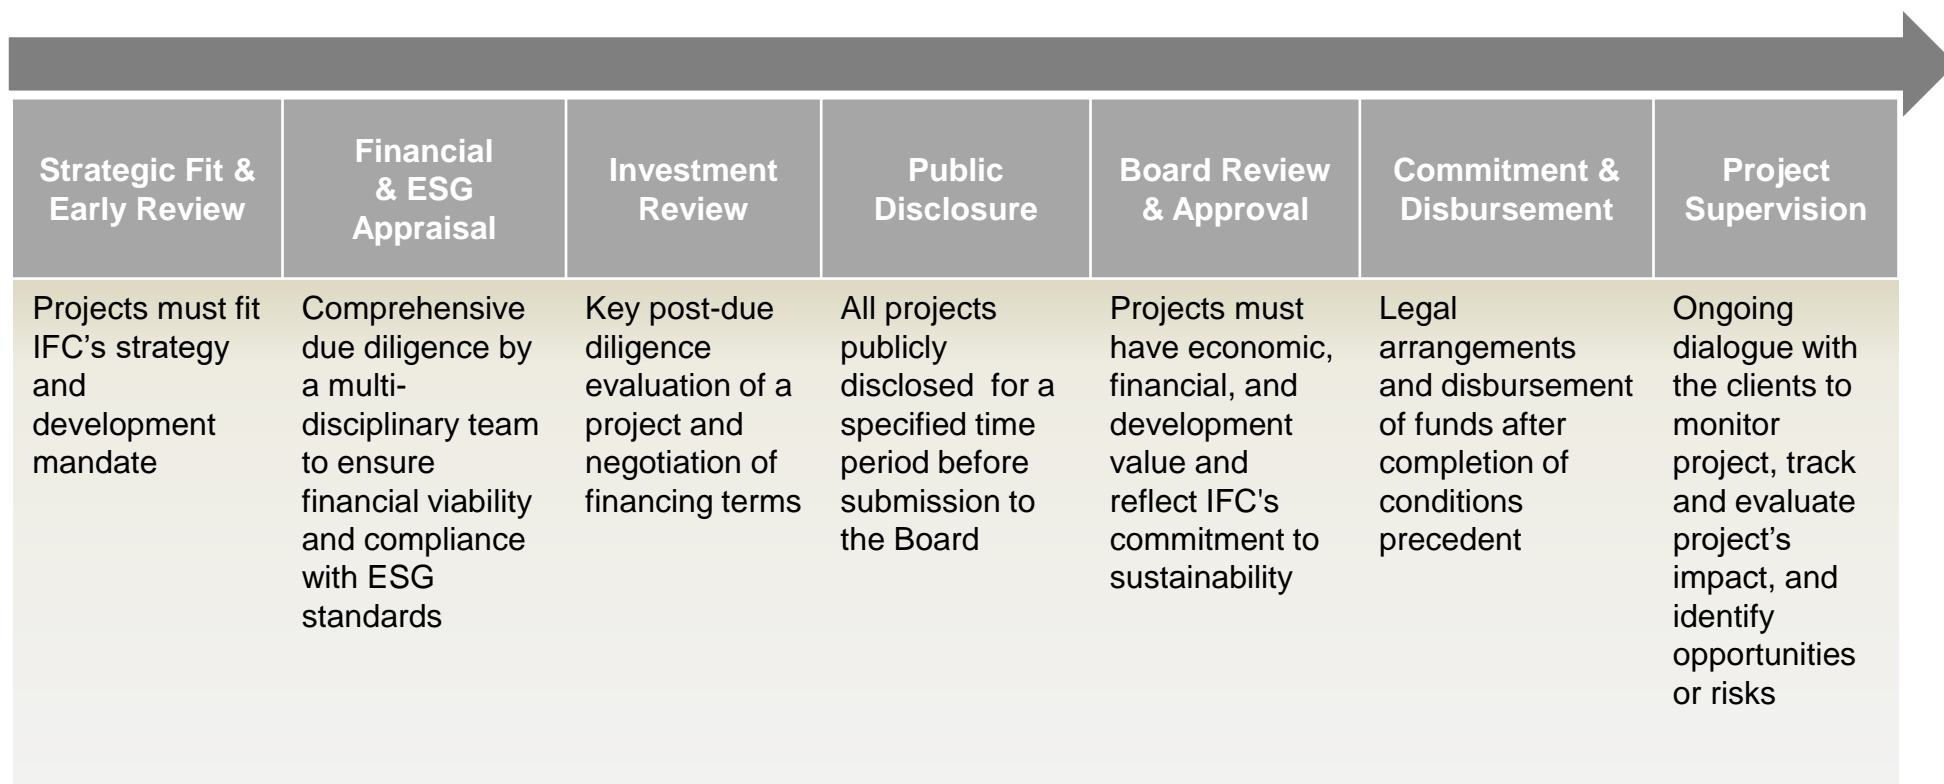 Strategic Fit &
Early Review
Financial
& ESG
Appraisal
Investment
Review
Public
Disclosure
Board Review
& Approval
Commitment &
Disbursement
Project
Supervision
Projects must fit
IFC’s strategy
and
development
mandate
Comprehensive
due diligence by
a multi-
disciplinary team
to ensure
financial viability
and compliance
with ESG
standards
Key post-due
diligence
evaluation of a
project and
negotiation of
financing terms
All projects
publicly
disclosed  for a
specified time
period before
submission to
the Board
Projects must
have economic,
financial, and
development
value and
reflect IFC's
commitment to
sustainability
Legal
arrangements
and disbursement
of funds after
completion of
conditions
precedent
Ongoing
dialogue with
the clients to
monitor
project, track
and evaluate
project’s
impact, and
identify
opportunities
or risks